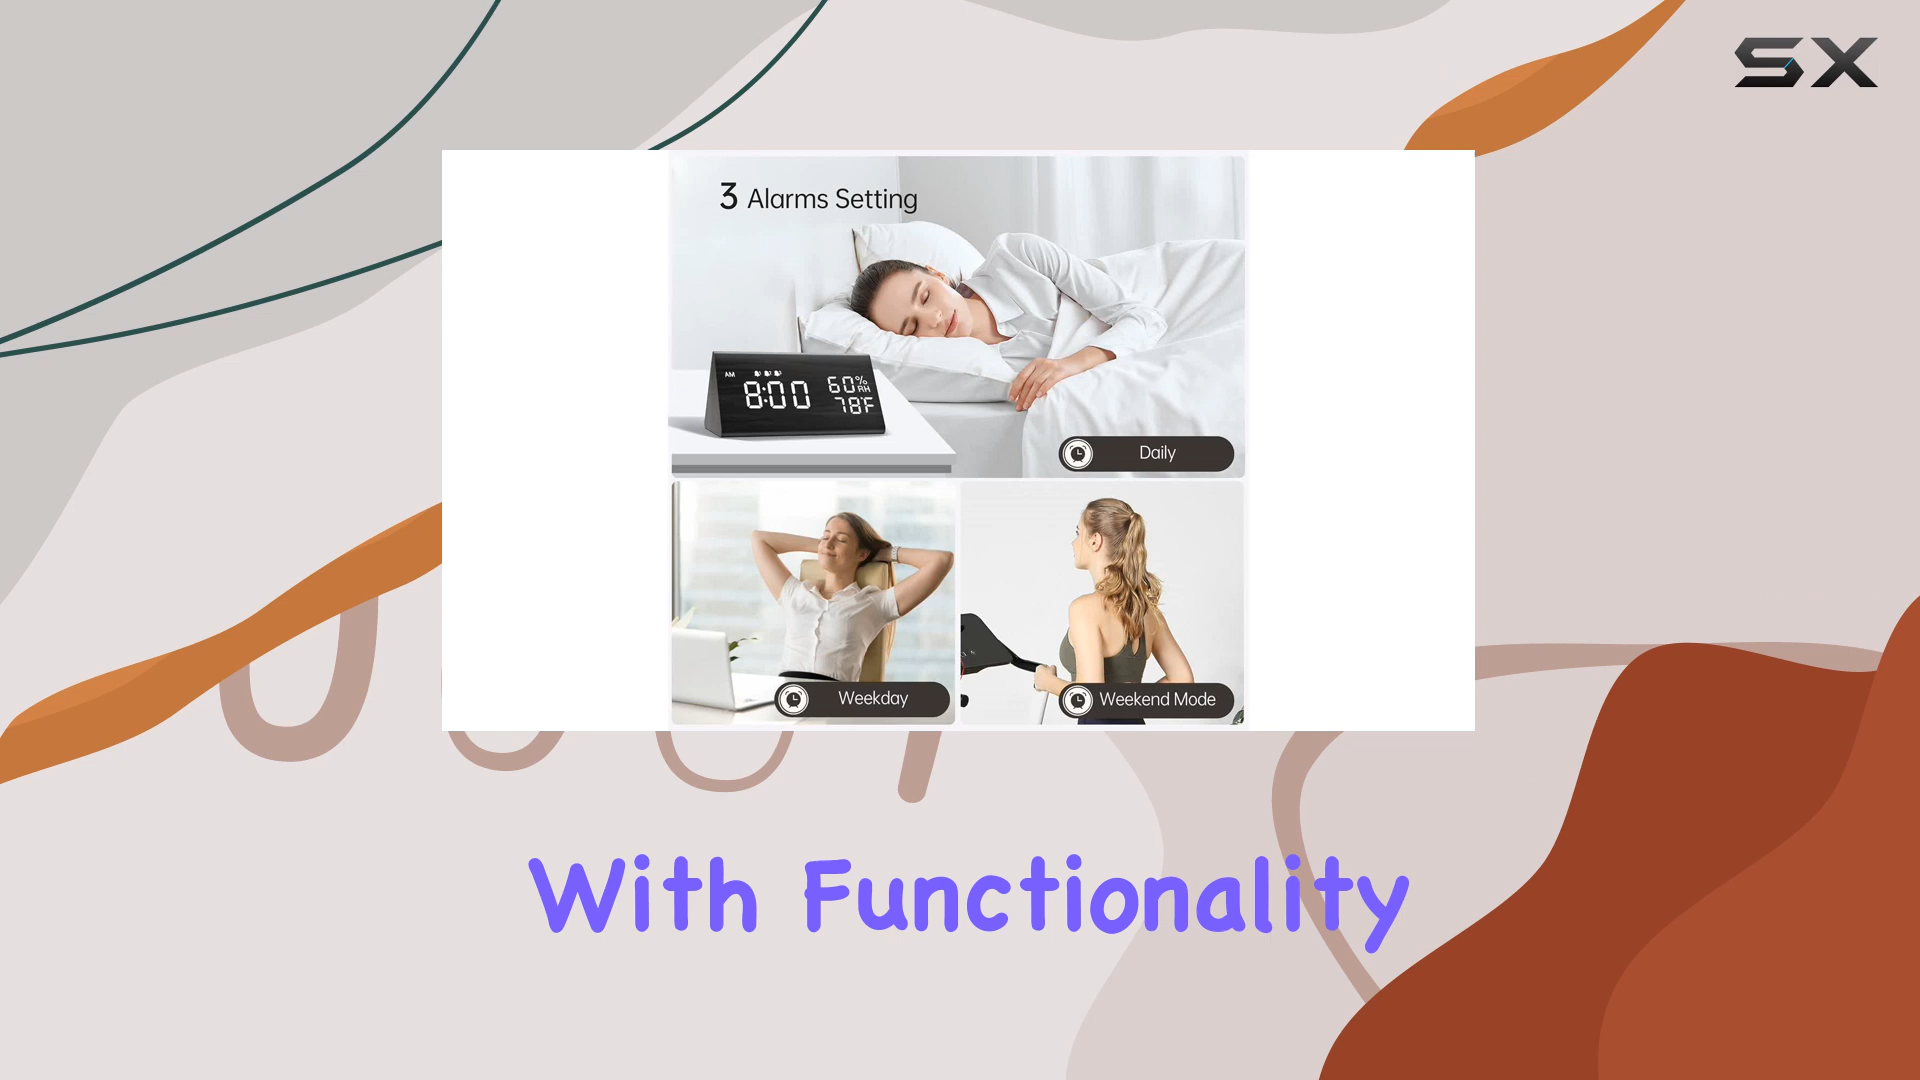 SX
3 Alarms Setting
AM
8:00
60%RH
78°F
Daily
Weekday
Weekend Mode
With Functionality